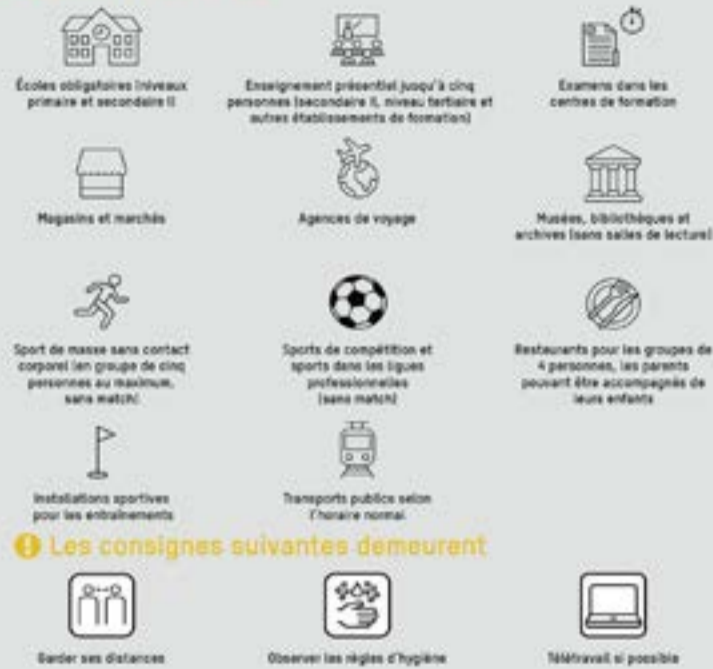 Écoles obligatoires (niveaux
primaire et secondaire I)
Enseignement présentiel jusqu'à cinq
personnes (secondaire II, niveau tertiaire et
autres établissements de formation)
Examens dans les
centres de formation
Magasins et marchés
Agences de voyage
Musées, bibliothèques et
archives (sans salles de lecture)
Sport de masse sans contact
corporel (en groupe de cinq
personnes au maximum,
sans match)
Sports de compétition et
sports dans les ligues
professionnelles
(sans match)
Restaurants pour les groupes de
4 personnes, les parents
pouvant être accompagnés de
leurs enfants
Installations sportives
pour les entraînements
Transports publics selon
l'horaire normal
Les consignes suivantes demeurent
Garder ses distances
Observer les règles d'hygiène
Télétravail si possible